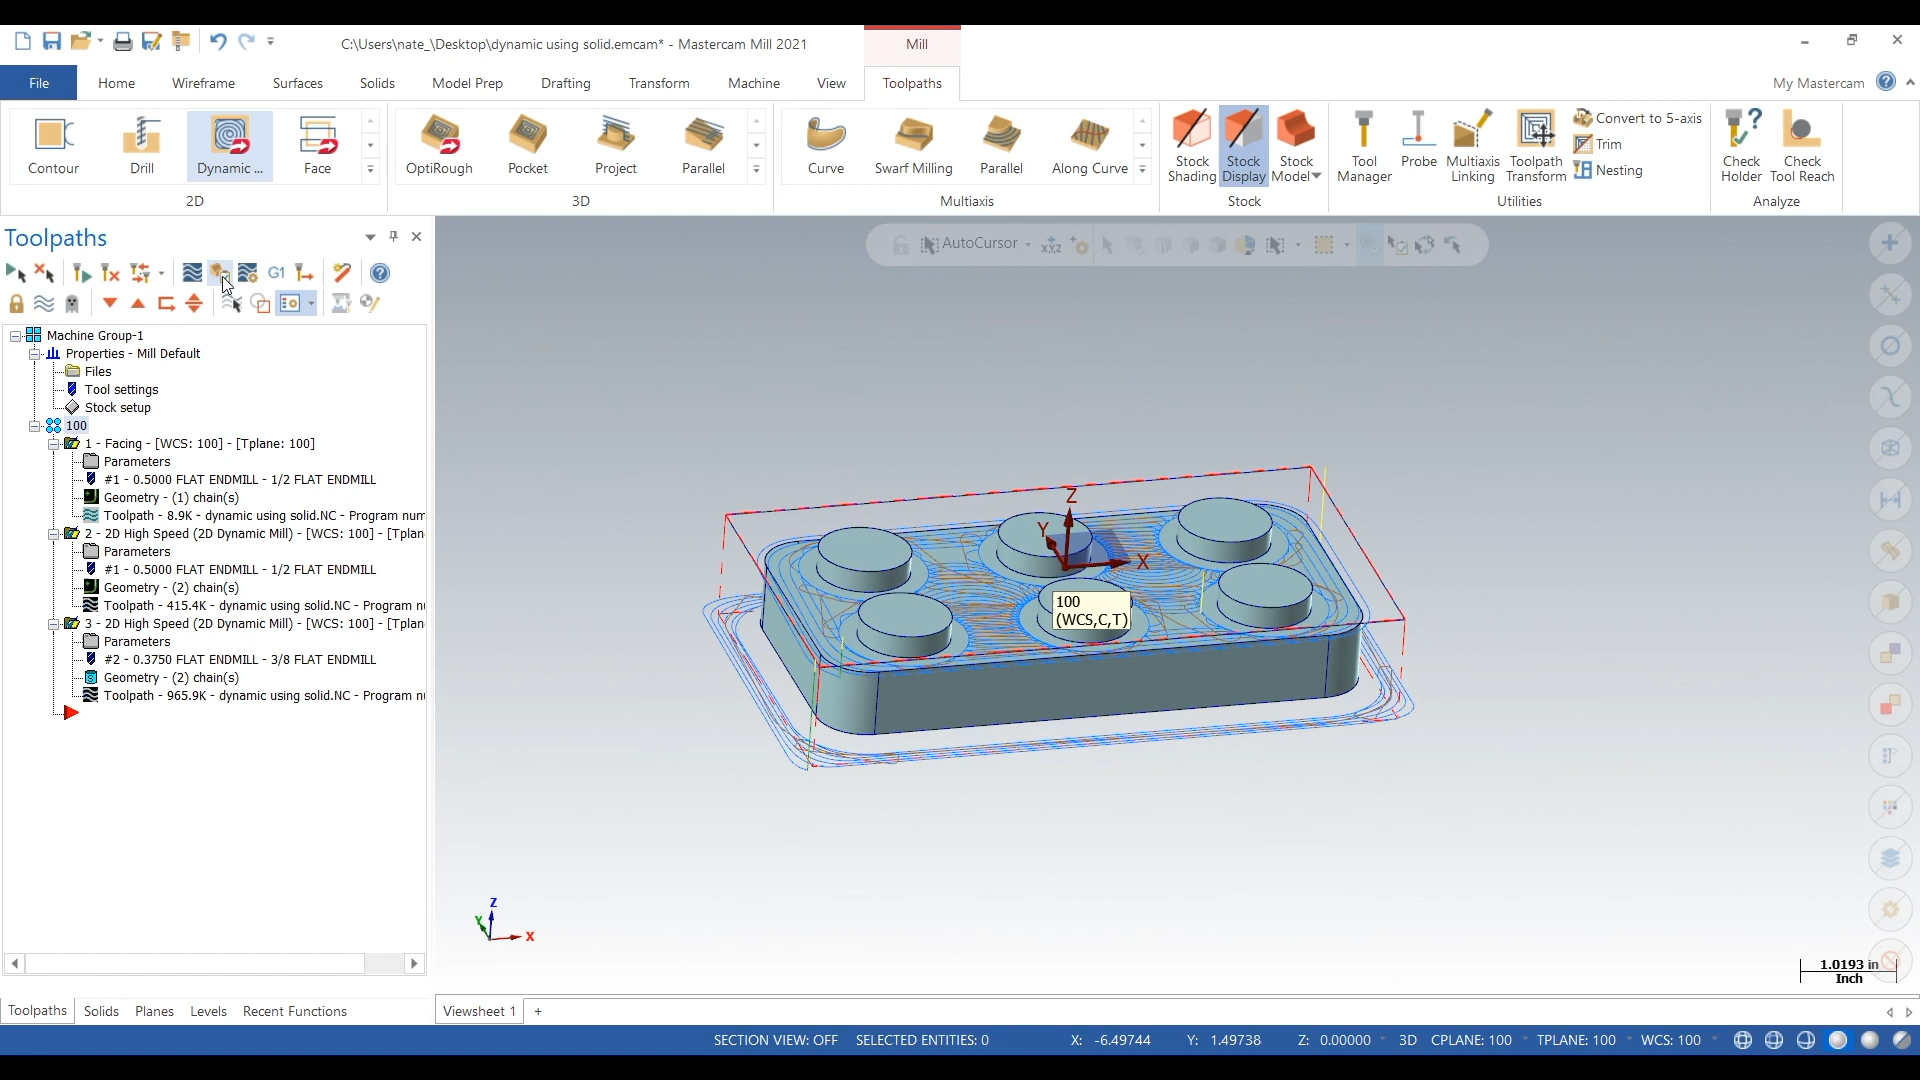 C:\Users\nate_\Desktop\dynamic using solid.emcam* - Mastercam Mill 2021
Mill
File
Home
Wireframe
Surfaces
Solids
Model Prep
Drafting
Transform
Machine
View
Toolpaths
My Mastercam
Contour
Drill
Dynamic ...
Face
2D
OptiRough
Pocket
Project
Parallel
3D
Curve
Swarf Milling
Parallel
Along Curve
Multiaxis
Stock Shading
Stock Display
Stock Model
Stock
Tool Manager
Probe
Multiaxis Linking
Toolpath Transform
Convert to 5-axis
Trim
Nesting
Utilities
Check Holder
Check Tool Reach
Analyze
Toolpaths
G1
AutoCursor
Machine Group-1
Properties - Mill Default
Files
Tool settings
Stock setup
100
1 - Facing - [WCS: 100] - [Tplane: 100]
Parameters
#1 - 0.5000 FLAT ENDMILL - 1/2 FLAT ENDMILL
Geometry - (1) chain(s)
Toolpath - 8.9K - dynamic using solid.NC - Program num
2 - 2D High Speed (2D Dynamic Mill) - [WCS: 100] - [Tplan
Parameters
#1 - 0.5000 FLAT ENDMILL - 1/2 FLAT ENDMILL
Geometry - (2) chain(s)
Toolpath - 415.4K - dynamic using solid.NC - Program n
3 - 2D High Speed (2D Dynamic Mill) - [WCS: 100] - [Tplan
Parameters
#2 - 0.3750 FLAT ENDMILL - 3/8 FLAT ENDMILL
Geometry - (2) chain(s)
Toolpath - 965.9K - dynamic using solid.NC - Program n
Z
Y
X
100
(WCS,C,T)
Z
Y
X
1.0193 in
Inch
Toolpaths
Solids
Planes
Levels
Recent Functions
Viewsheet 1
+
SECTION VIEW: OFF
SELECTED ENTITIES: 0
X: -6.49744
Y: 1.49738
Z: 0.00000
3D
CPLANE: 100
TPLANE: 100
WCS: 100